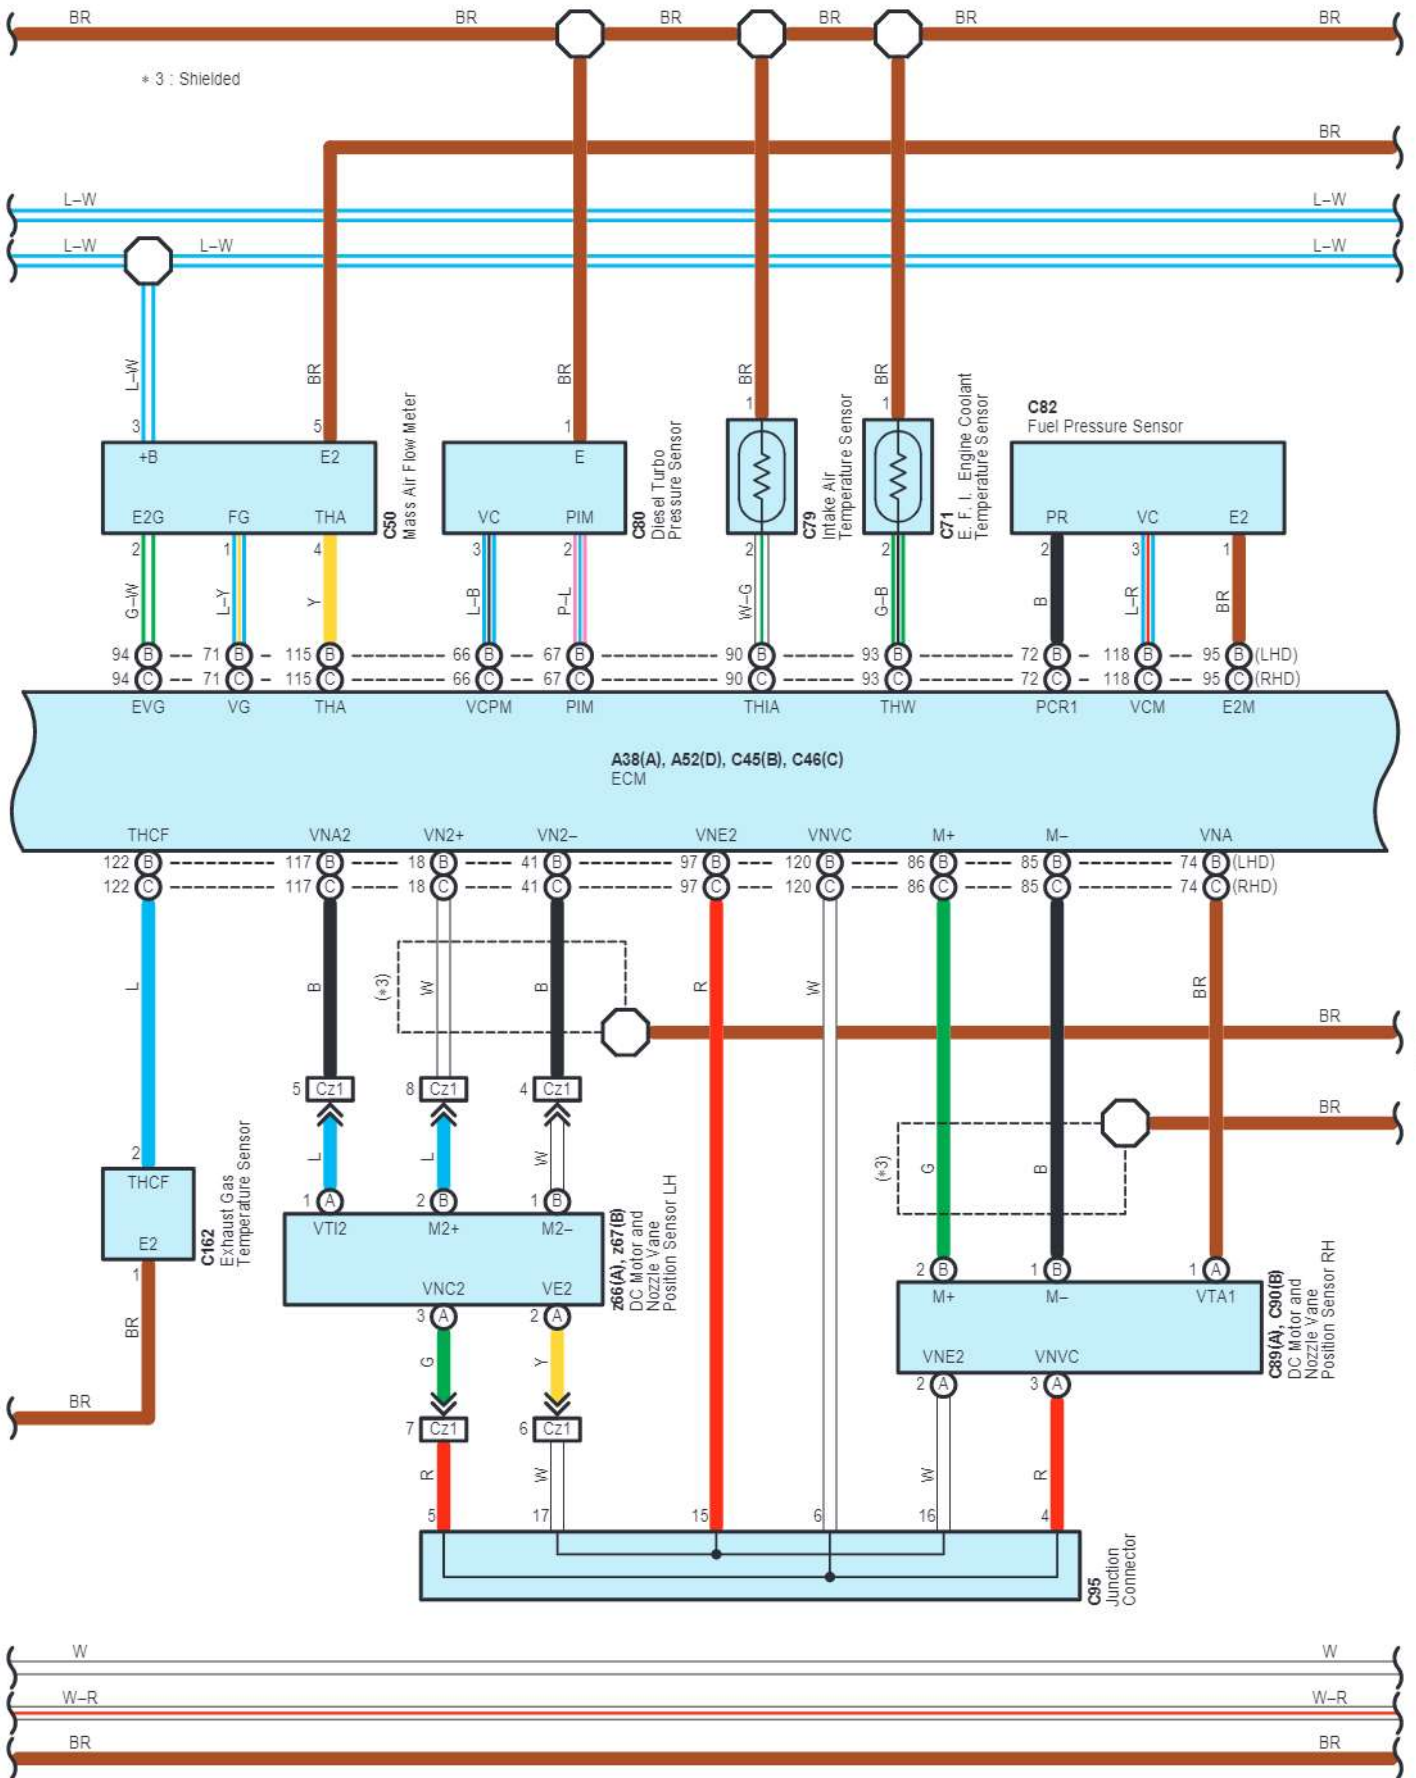 BR BR BR BR BR BR
* 3 : Shielded
BR
L–W L–W
L–W L–W L–W
L–W BR BR BR BR
3 5 1 1 1
+B E2
E2G FG THA
C50
Mass Air Flow Meter
E
VC PIM
C80
Diesel Turbo
Pressure Sensor
C79
Intake Air
Temperature Sensor
C71
E. F. I. Engine Coolant
Temperature Sensor
C82
Fuel Pressure Sensor
PR VC E2
2 1 4 3 2 2 2 2 3 1
G–W L–Y Y L–B P–L W–G G–B B L–R BR
94 B 71 B 115 B 66 B 67 B 90 B 93 B 72 B 118 B 95 B (LHD)
94 C 71 C 115 C 66 C 67 C 90 C 93 C 72 C 118 C 95 C (RHD)
EVG VG THA VCPM PIM THIA THW PCR1 VCM E2M
A38(A), A52(D), C45(B), C46(C)
ECM
THCF VNA2 VN2+ VN2– VNE2 VNVC M+ M– VNA
122 B 117 B 18 B 41 B 97 B 120 B 86 B 85 B 74 B (LHD)
122 C 117 C 18 C 41 C 97 C 120 C 86 C 85 C 74 C (RHD)
L B (*3) W B R W BR
BR
5 Cz1 8 Cz1 4 Cz1
BR
L L W (*3) G B
2
THCF
E2
1
C162
Exhaust Gas
Temperature Sensor
BR
BR
1 A 2 B 1 B
VTI2 M2+ M2–
VNC2 VE2
3 A 2 A
z66(A), z67(B)
DC Motor and
Nozzle Vane
Position Sensor LH
2 B 1 B 1 A
M+ M– VTA1
VNE2 VNVC
2 A 3 A
C89(A), C90(B)
DC Motor and
Nozzle Vane
Position Sensor RH
G Y
7 Cz1 6 Cz1
R W W R
5 17 15 6 16 4
C95
Junction
Connector
W W
W–R W–R
BR BR